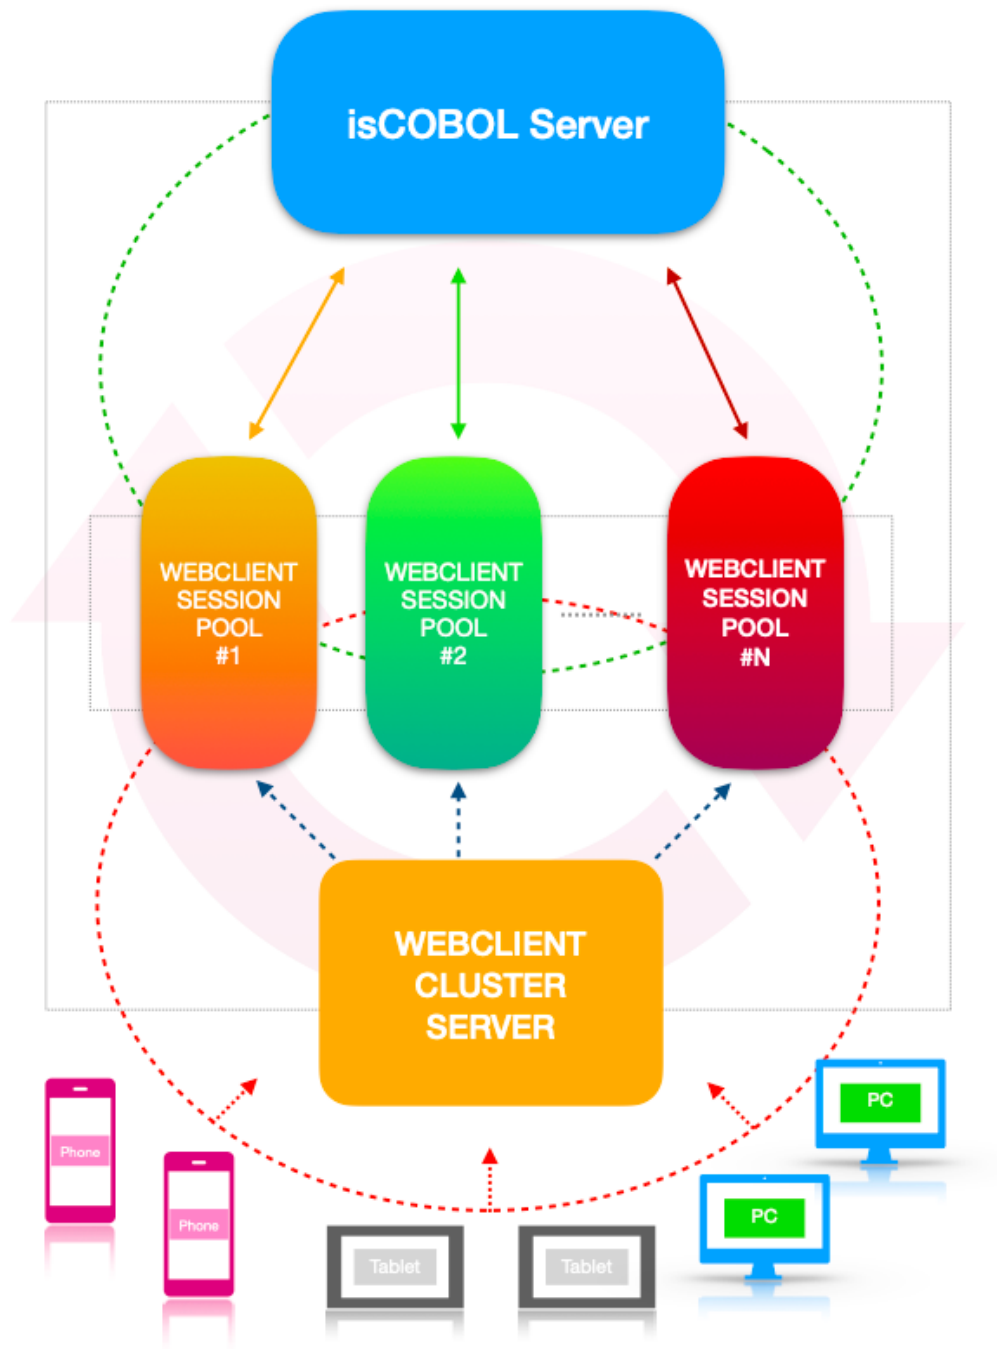 isCOBOL Server
WEBCLIENT
SESSION
POOL
#1
WEBCLIENT
SESSION
POOL
#2
WEBCLIENT
SESSION
POOL
#N
WEBCLIENT
CLUSTER
SERVER
Phone
Phone
Tablet
Tablet
PC
PC